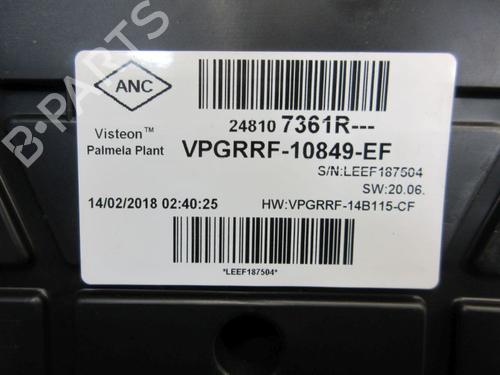 B-PARTS
ANC
Visteon™
Palmela Plant
24810 7361R---
VPGRRF-10849-EF
S/N:LEEF187504
SW:20.06.
14/02/2018 02:40:25
HW:VPGRRF-14B115-CF
*LEEF187504*